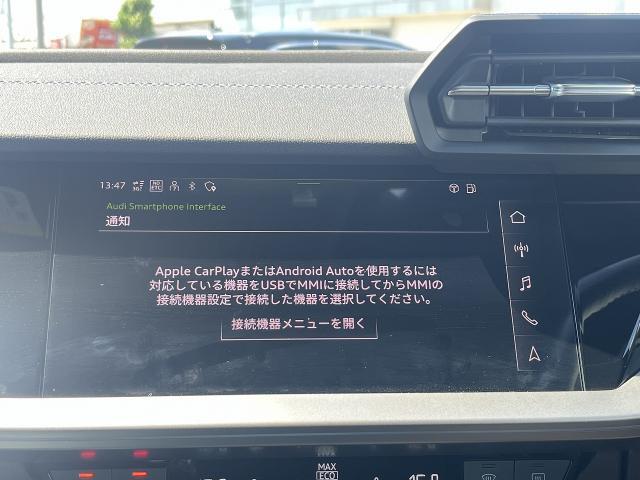 13:47
3G
NO
ETC
Audi Smartphone Interface
通知
Apple CarPlayまたはAndroid Autoを使用するには
対応している機器をUSBでMMIに接続してからMMIの
接続機器設定で接続した機器を選択してください。
接続機器メニューを開く
MAX
ECO